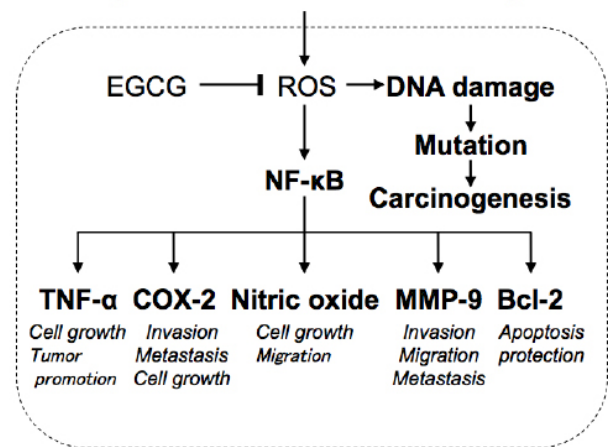 EGCG ROS DNA damage
Mutation
NF-κB
Carcinogenesis
TNF-α COX-2 Nitric oxide MMP-9 Bcl-2
Cell growth Invasion Cell growth Invasion Apoptosis
Tumor Metastasis Migration Migration protection
promotion Cell growth Metastasis